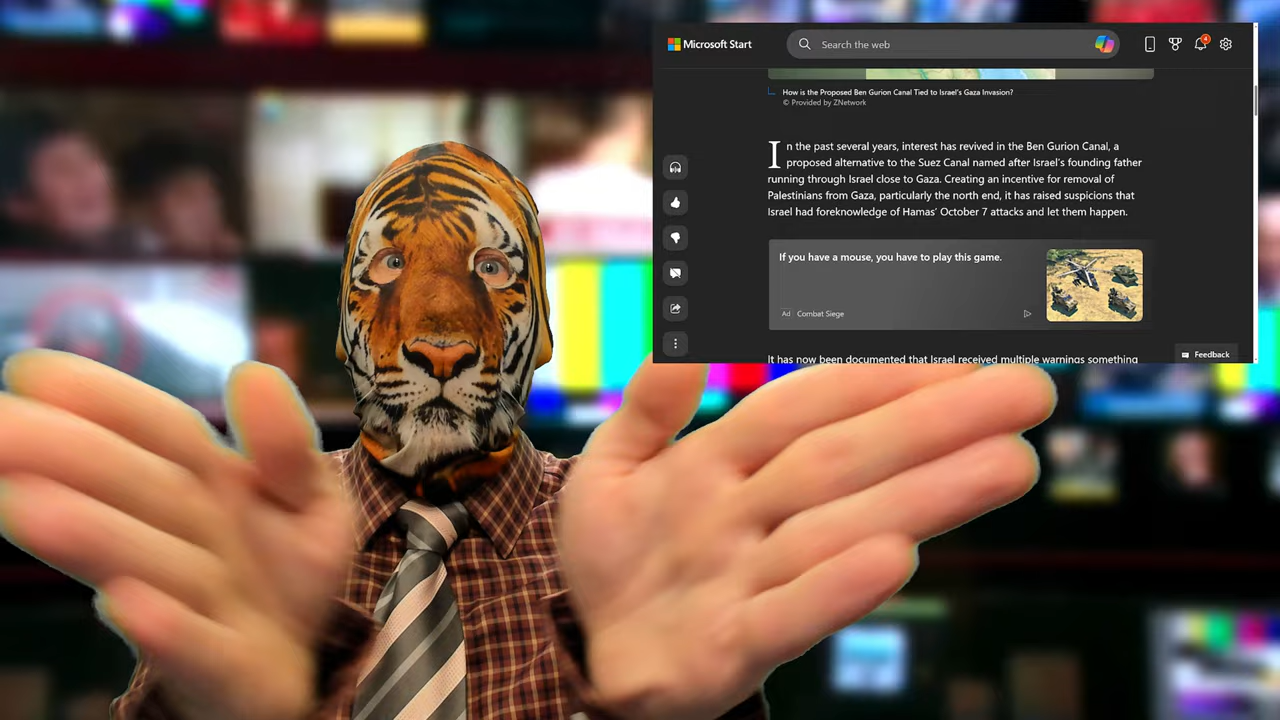 Microsoft Start
Search the web
4
How is the Proposed Ben Gurion Canal Tied to Israel's Gaza Invasion?
© Provided by ZNetwork
In the past several years, interest has revived in the Ben Gurion Canal, a
proposed alternative to the Suez Canal named after Israel's founding father
running through Israel close to Gaza. Creating an incentive for removal of
Palestinians from Gaza, particularly the north end, it has raised suspicions that
Israel had foreknowledge of Hamas' October 7 attacks and let them happen.
If you have a mouse, you have to play this game.
Ad Combat Siege
It has now been documented that Israel received multiple warnings something
Feedback